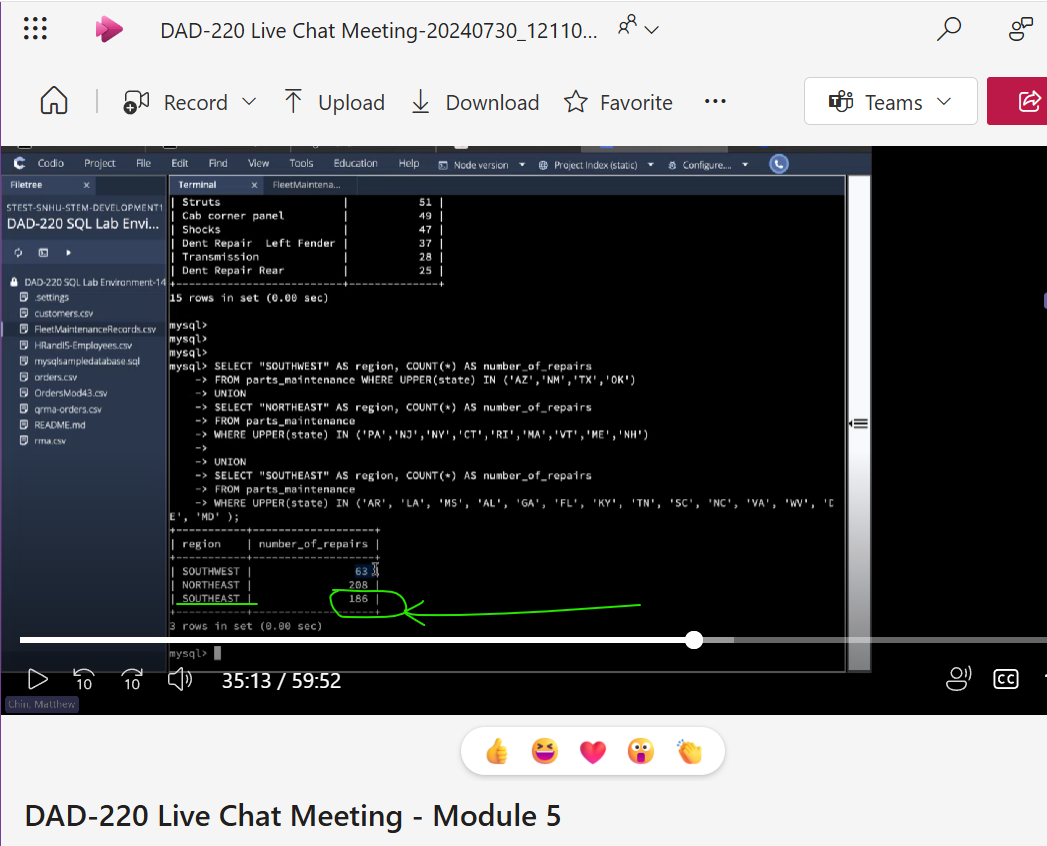 DAD-220 Live Chat Meeting-20240730_12110...
Record Upload Download Favorite ... Teams
Codio Project File Edit Find View Tools Education Help Node version Project Index (static) Configure...
Filetree x Terminal x FleetMaintena...
STEST-SNHU-STEM-DEVELOPMENT1
DAD-220 SQL Lab Envi...
DAD-220 SQL Lab Environment-14
.settings
customers.csv
FleetMaintenanceRecords.csv
HRandIS-Employees.csv
mysqlsampledatabase.sql
orders.csv
OrdersMod43.csv
qrma-orders.csv
README.md
rma.csv
| Struts | 51 |
| Cab corner panel | 49 |
| Shocks | 47 |
| Dent Repair  Left Fender | 37 |
| Transmission | 28 |
| Dent Repair Rear | 25 |
15 rows in set (0.00 sec)
mysql>
mysql>
mysql>
mysql> SELECT "SOUTHWEST" AS region, COUNT(*) AS number_of_repairs
-> FROM parts_maintenance WHERE UPPER(state) IN ('AZ','NM','TX','OK')
-> UNION
-> SELECT "NORTHEAST" AS region, COUNT(*) AS number_of_repairs
-> FROM parts_maintenance
-> WHERE UPPER(state) IN ('PA','NJ','NY','CT','RI','MA','VT','ME','NH')
->
-> UNION
-> SELECT "SOUTHEAST" AS region, COUNT(*) AS number_of_repairs
-> FROM parts_maintenance
-> WHERE UPPER(state) IN ('AR', 'LA', 'MS', 'AL', 'GA', 'FL', 'KY', 'TN', 'SC', 'NC', 'VA', 'WV', 'D
E', 'MD' );
| region | number_of_repairs |
| SOUTHWEST | 63 |
| NORTHEAST | 208 |
| SOUTHEAST | 186 |
3 rows in set (0.00 sec)
mysql>
10 10 35:13 / 59:52 CC
Chin, Matthew
DAD-220 Live Chat Meeting - Module 5